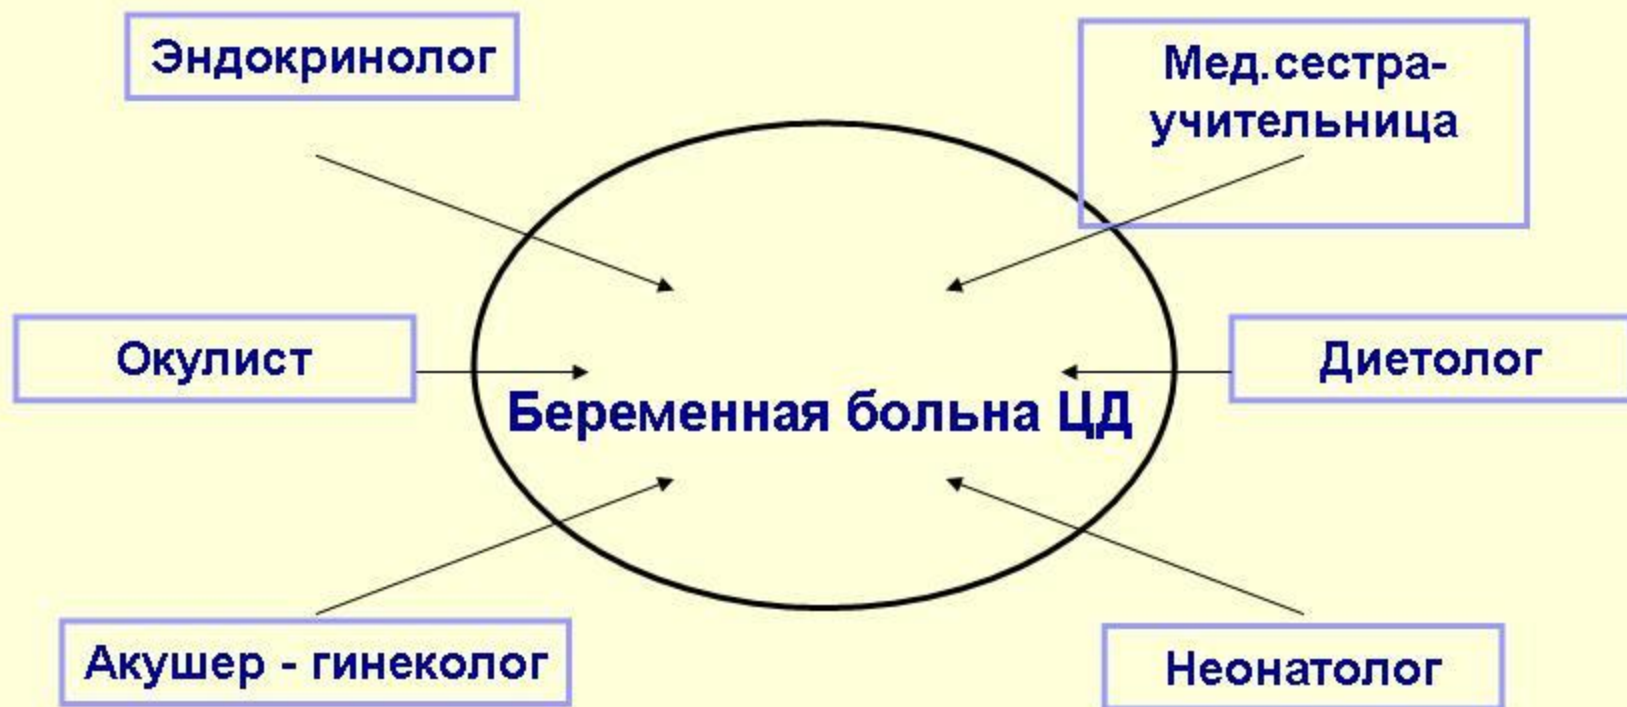 Эндокринолог
Мед.сестра-
учительница
Окулист
Диетолог
Беременная больна ЦД
Акушер - гинеколог
Неонатолог